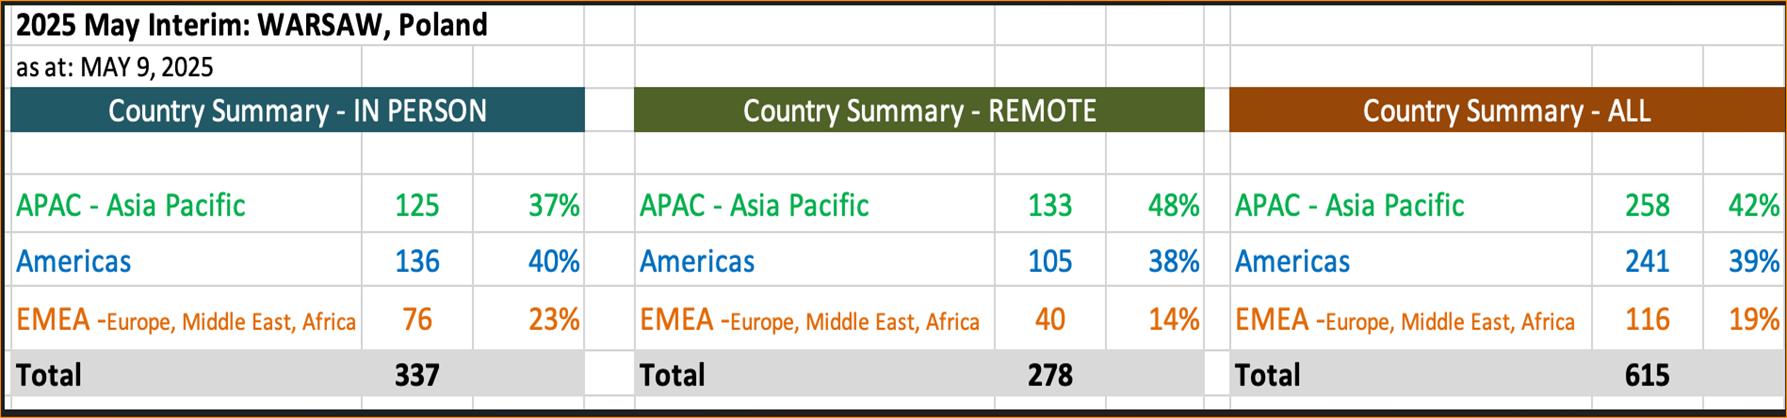 2025 May Interim: WARSAW, Poland
as at: MAY 9, 2025
Country Summary - IN PERSON Country Summary - REMOTE Country Summary - ALL
APAC - Asia Pacific 125 37% APAC - Asia Pacific 133 48% APAC - Asia Pacific 258 42%
Americas 136 40% Americas 105 38% Americas 241 39%
EMEA -Europe, Middle East, Africa 76 23% EMEA -Europe, Middle East, Africa 40 14% EMEA -Europe, Middle East, Africa 116 19%
Total 337 Total 278 Total 615